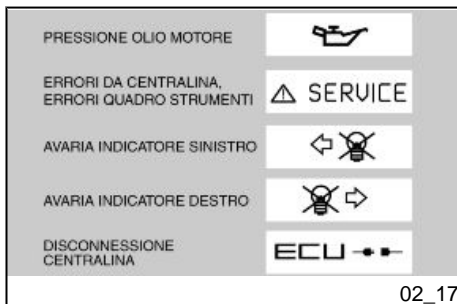 PRESSIONE OLIO MOTORE
ERRORI DA CENTRALINA,
ERRORI QUADRO STRUMENTI
SERVICE
AVARIA INDICATORE SINISTRO
AVARIA INDICATORE DESTRO
DISCONNESSIONE
CENTRALINA
ECU
02_17